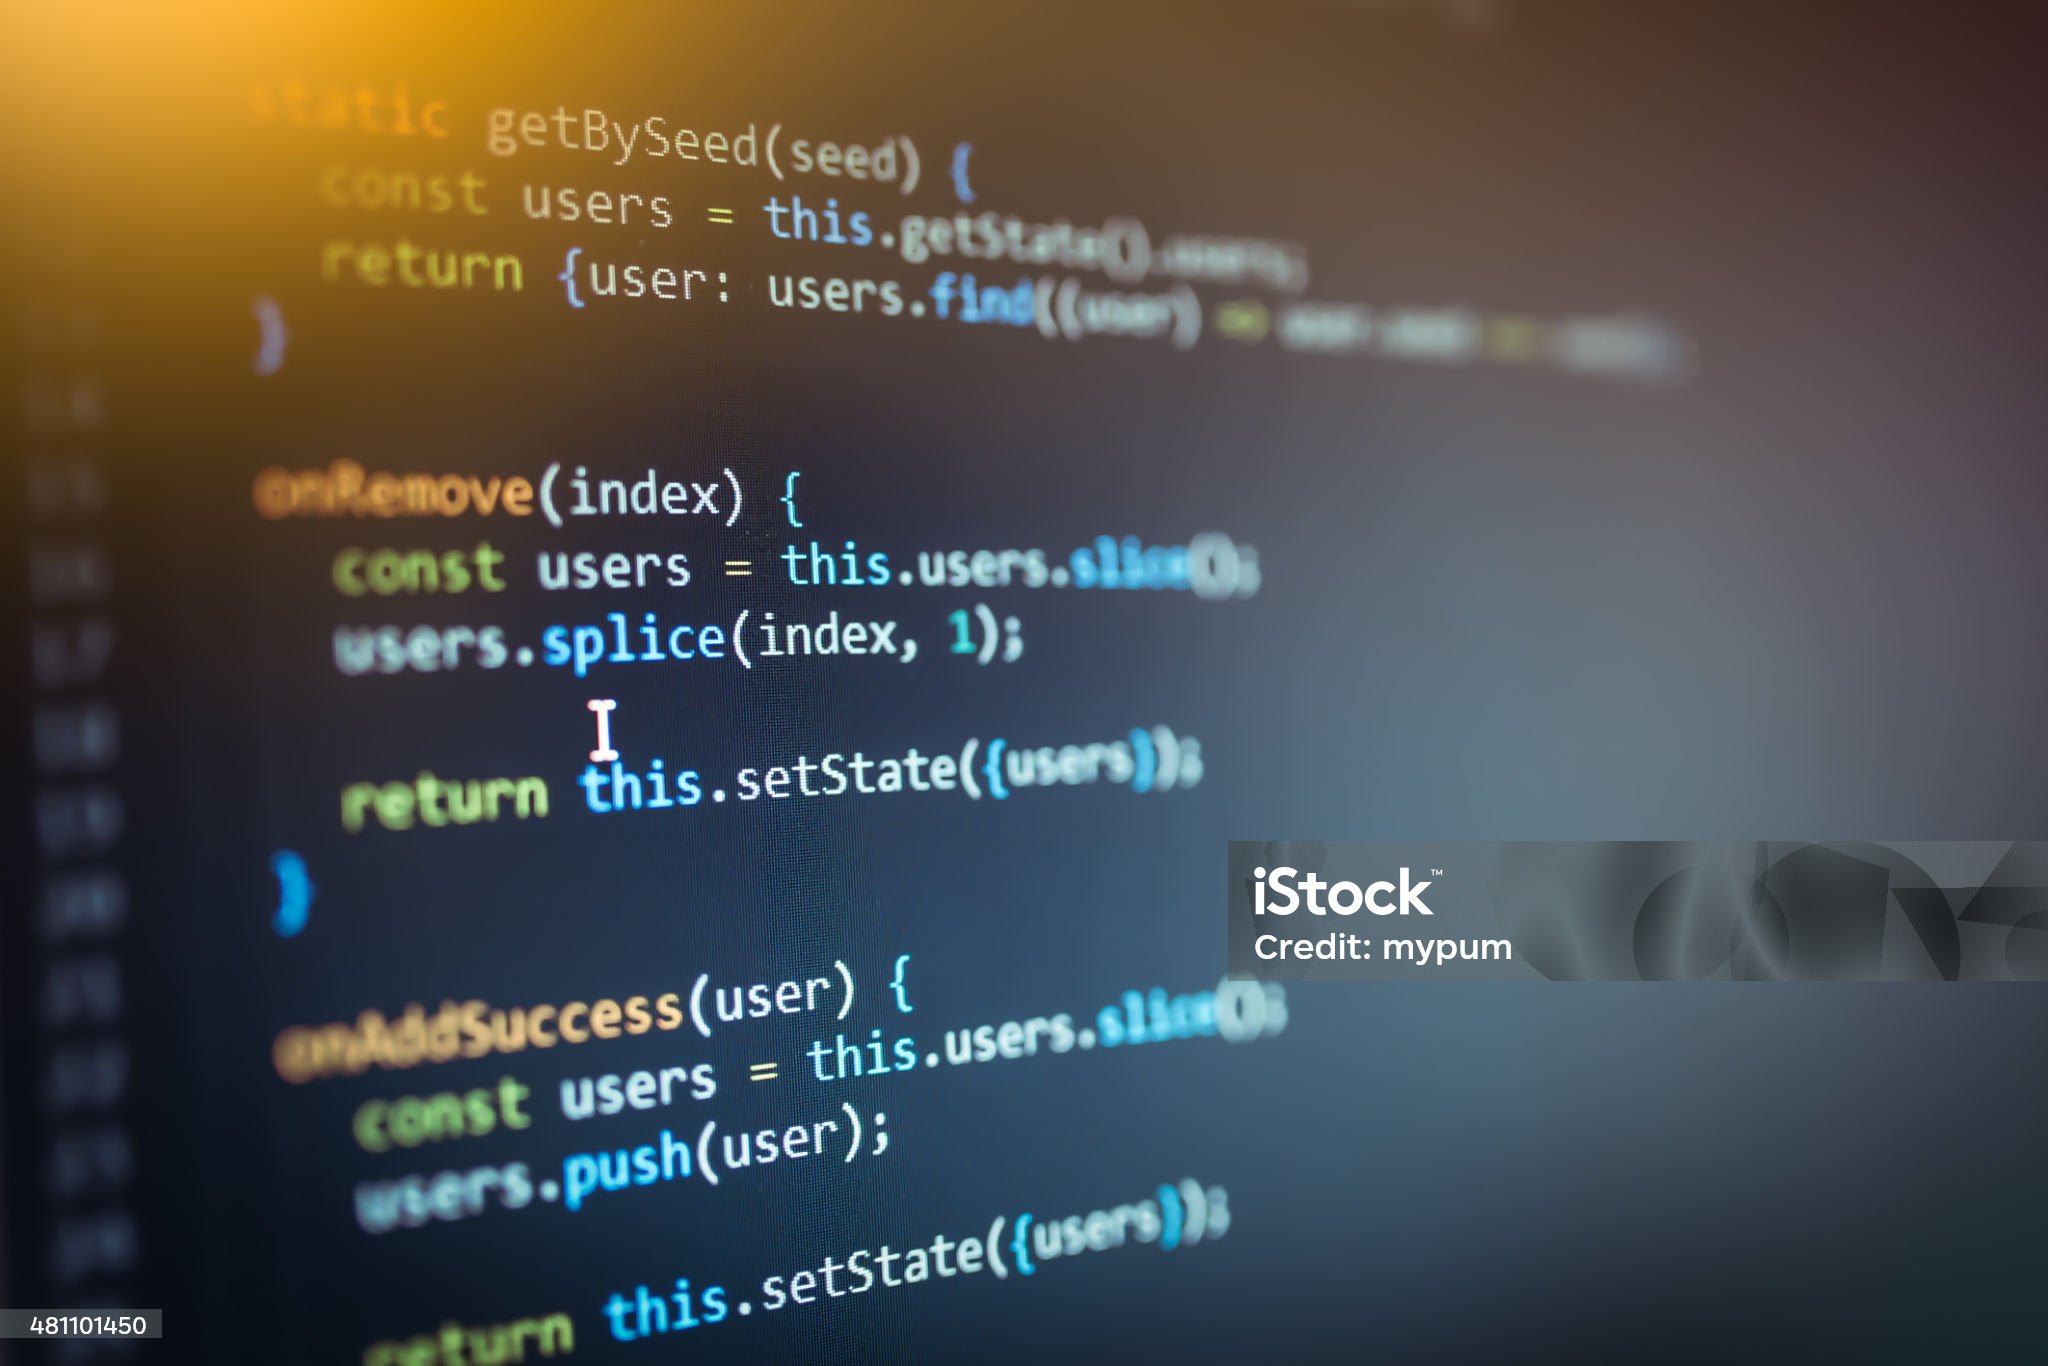 static getBySeed(seed) {
const users = this.getState().users;
return {user: users.find((user) =>
}
onRemove(index) {
const users = this.users.slice();
users.splice(index, 1);
return this.setState({users});
}
onAddSuccess(user) {
const users = this.users.slice();
users.push(user);
return this.setState({users});
iStock™
Credit: mypum
481101450